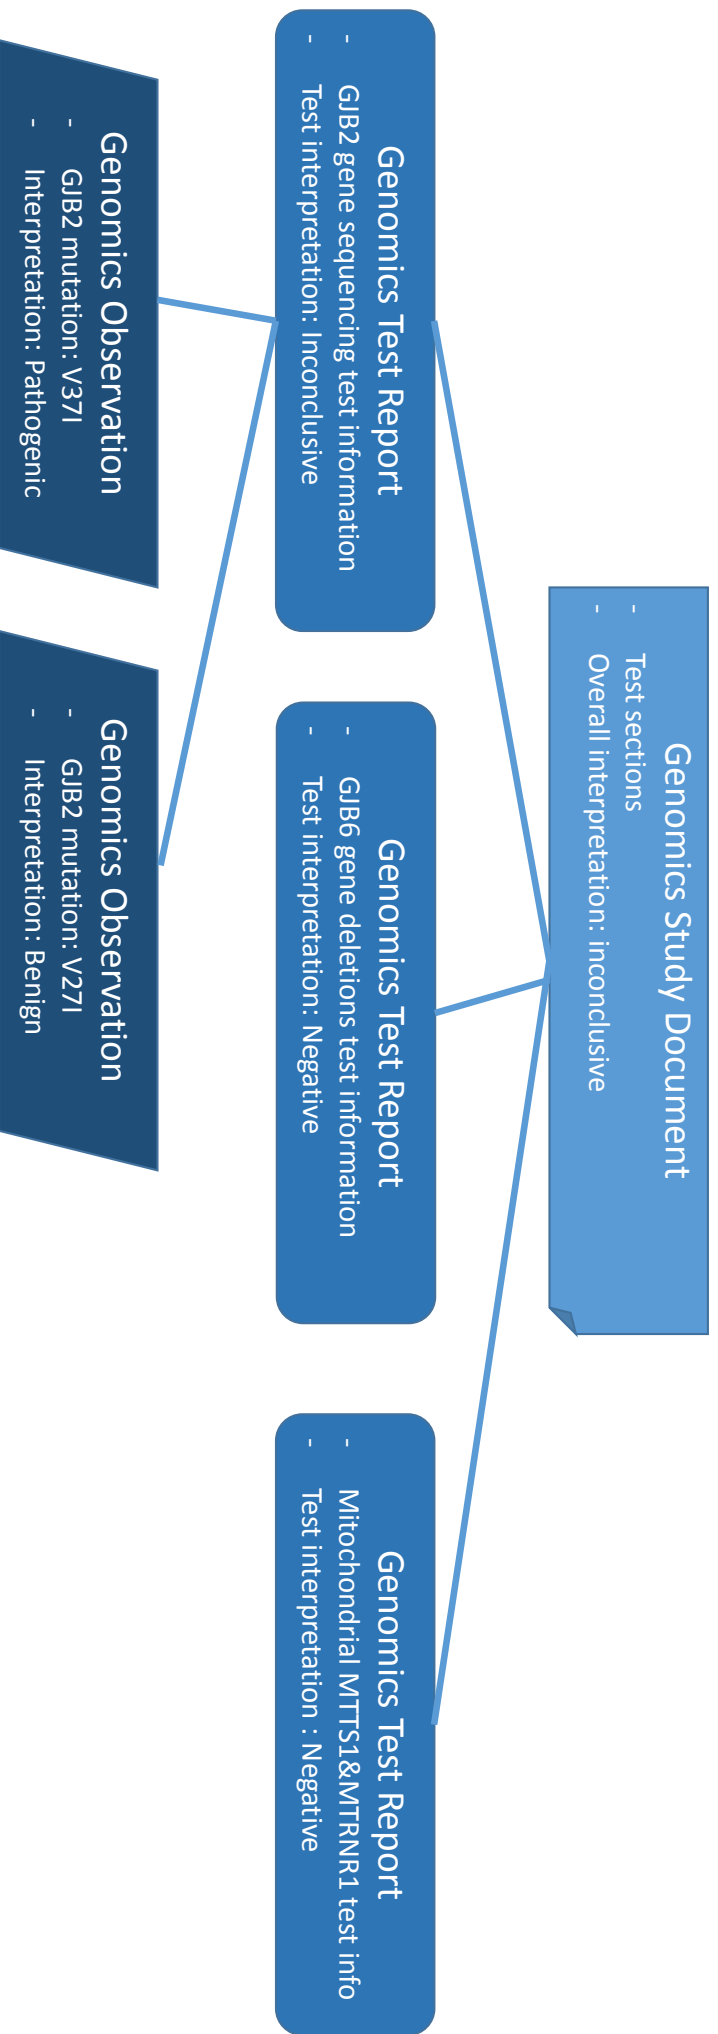 Genomics Study Document
- Test sections
- Overall interpretation: inconclusive
Genomics Test Report
- GJB2 gene sequencing test information
- Test interpretation: Inconclusive
Genomics Test Report
- GJB6 gene deletions test information
- Test interpretation: Negative
Genomics Test Report
- Mitochondrial MTTS1&MTRNR1 test info
- Test interpretation : Negative
Genomics Observation
- GJB2 mutation: V37I
- Interpretation: Pathogenic
Genomics Observation
- GJB2 mutation: V27I
- Interpretation: Benign